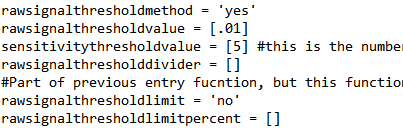 rawsignalthresholdmethod = 'yes'
rawsignalthresholdvalue = [.01]
sensitivitythresholdvalue = [5] #this is the number
rawsignalthresholddivider = []
#Part of previous entry fucntion, but this function
rawsignalthresholdlimit = 'no'
rawsignalthresholdlimitpercent = []